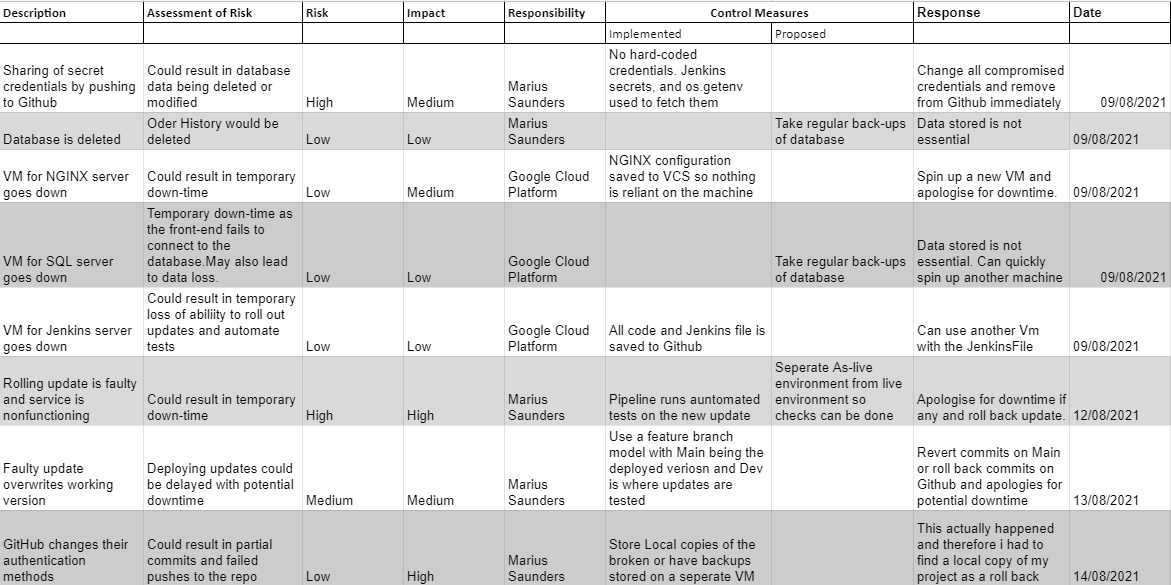 Description Assessment of Risk Risk Impact Responsibility Control Measures Response Date
Implemented Proposed
Sharing of secret
credentials by pushing
to Github
Could result in database
data being deleted or
modified
High
Medium
Marius
Saunders
No hard-coded
credentials. Jenkins
secrets, and os.getenv
used to fetch them
Change all compromised
credentials and remove
from Github immediately
09/08/2021
Database is deleted
Oder History would be
deleted
Low
Low
Marius
Saunders
Take regular back-ups
of database
Data stored is not
essential
09/08/2021
VM for NGINX server
goes down
Could result in temporary
down-time
Low
Medium
Google Cloud
Platform
NGINX configuration
saved to VCS so nothing
is reliant on the machine
Spin up a new VM and
apologise for downtime.
09/08/2021
VM for SQL server
goes down
Temporary down-time as
the front-end fails to
connect to the
database.May also lead
to data loss.
Low
Low
Google Cloud
Platform
Take regular back-ups
of database
Data stored is not
essential. Can quickly
spin up another machine
09/08/2021
VM for Jenkins server
goes down
Could result in temporary
loss of abiliity to roll out
updates and automate
tests
Low
Low
Google Cloud
Platform
All code and Jenkins file is
saved to Github
Can use another Vm
with the JenkinsFile
09/08/2021
Rolling update is faulty
and service is
nonfunctioning
Could result in temporary
down-time
High
High
Marius
Saunders
Pipeline runs auntomated
tests on the new update
Seperate As-live
environment from live
environment so
checks can be done
Apologise for downtime if
any and roll back update.
12/08/2021
Faulty update
overwrites working
version
Deploying updates could
be delayed with potential
downtime
Medium
Medium
Marius
Saunders
Use a feature branch
model with Main being the
deployed veriosn and Dev
is where updates are
tested
Revert commits on Main
or roll back commits on
Github and apologies for
potential downtime
13/08/2021
GitHub changes their
authentication
methods
Could result in partial
commits and failed
pushes to the repo
Low
High
Marius
Saunders
Store Local copies of the
broken or have backups
stored on a seperate VM
This actually happened
and therefore i had to
find a local copy of my
project as a roll back
14/08/2021